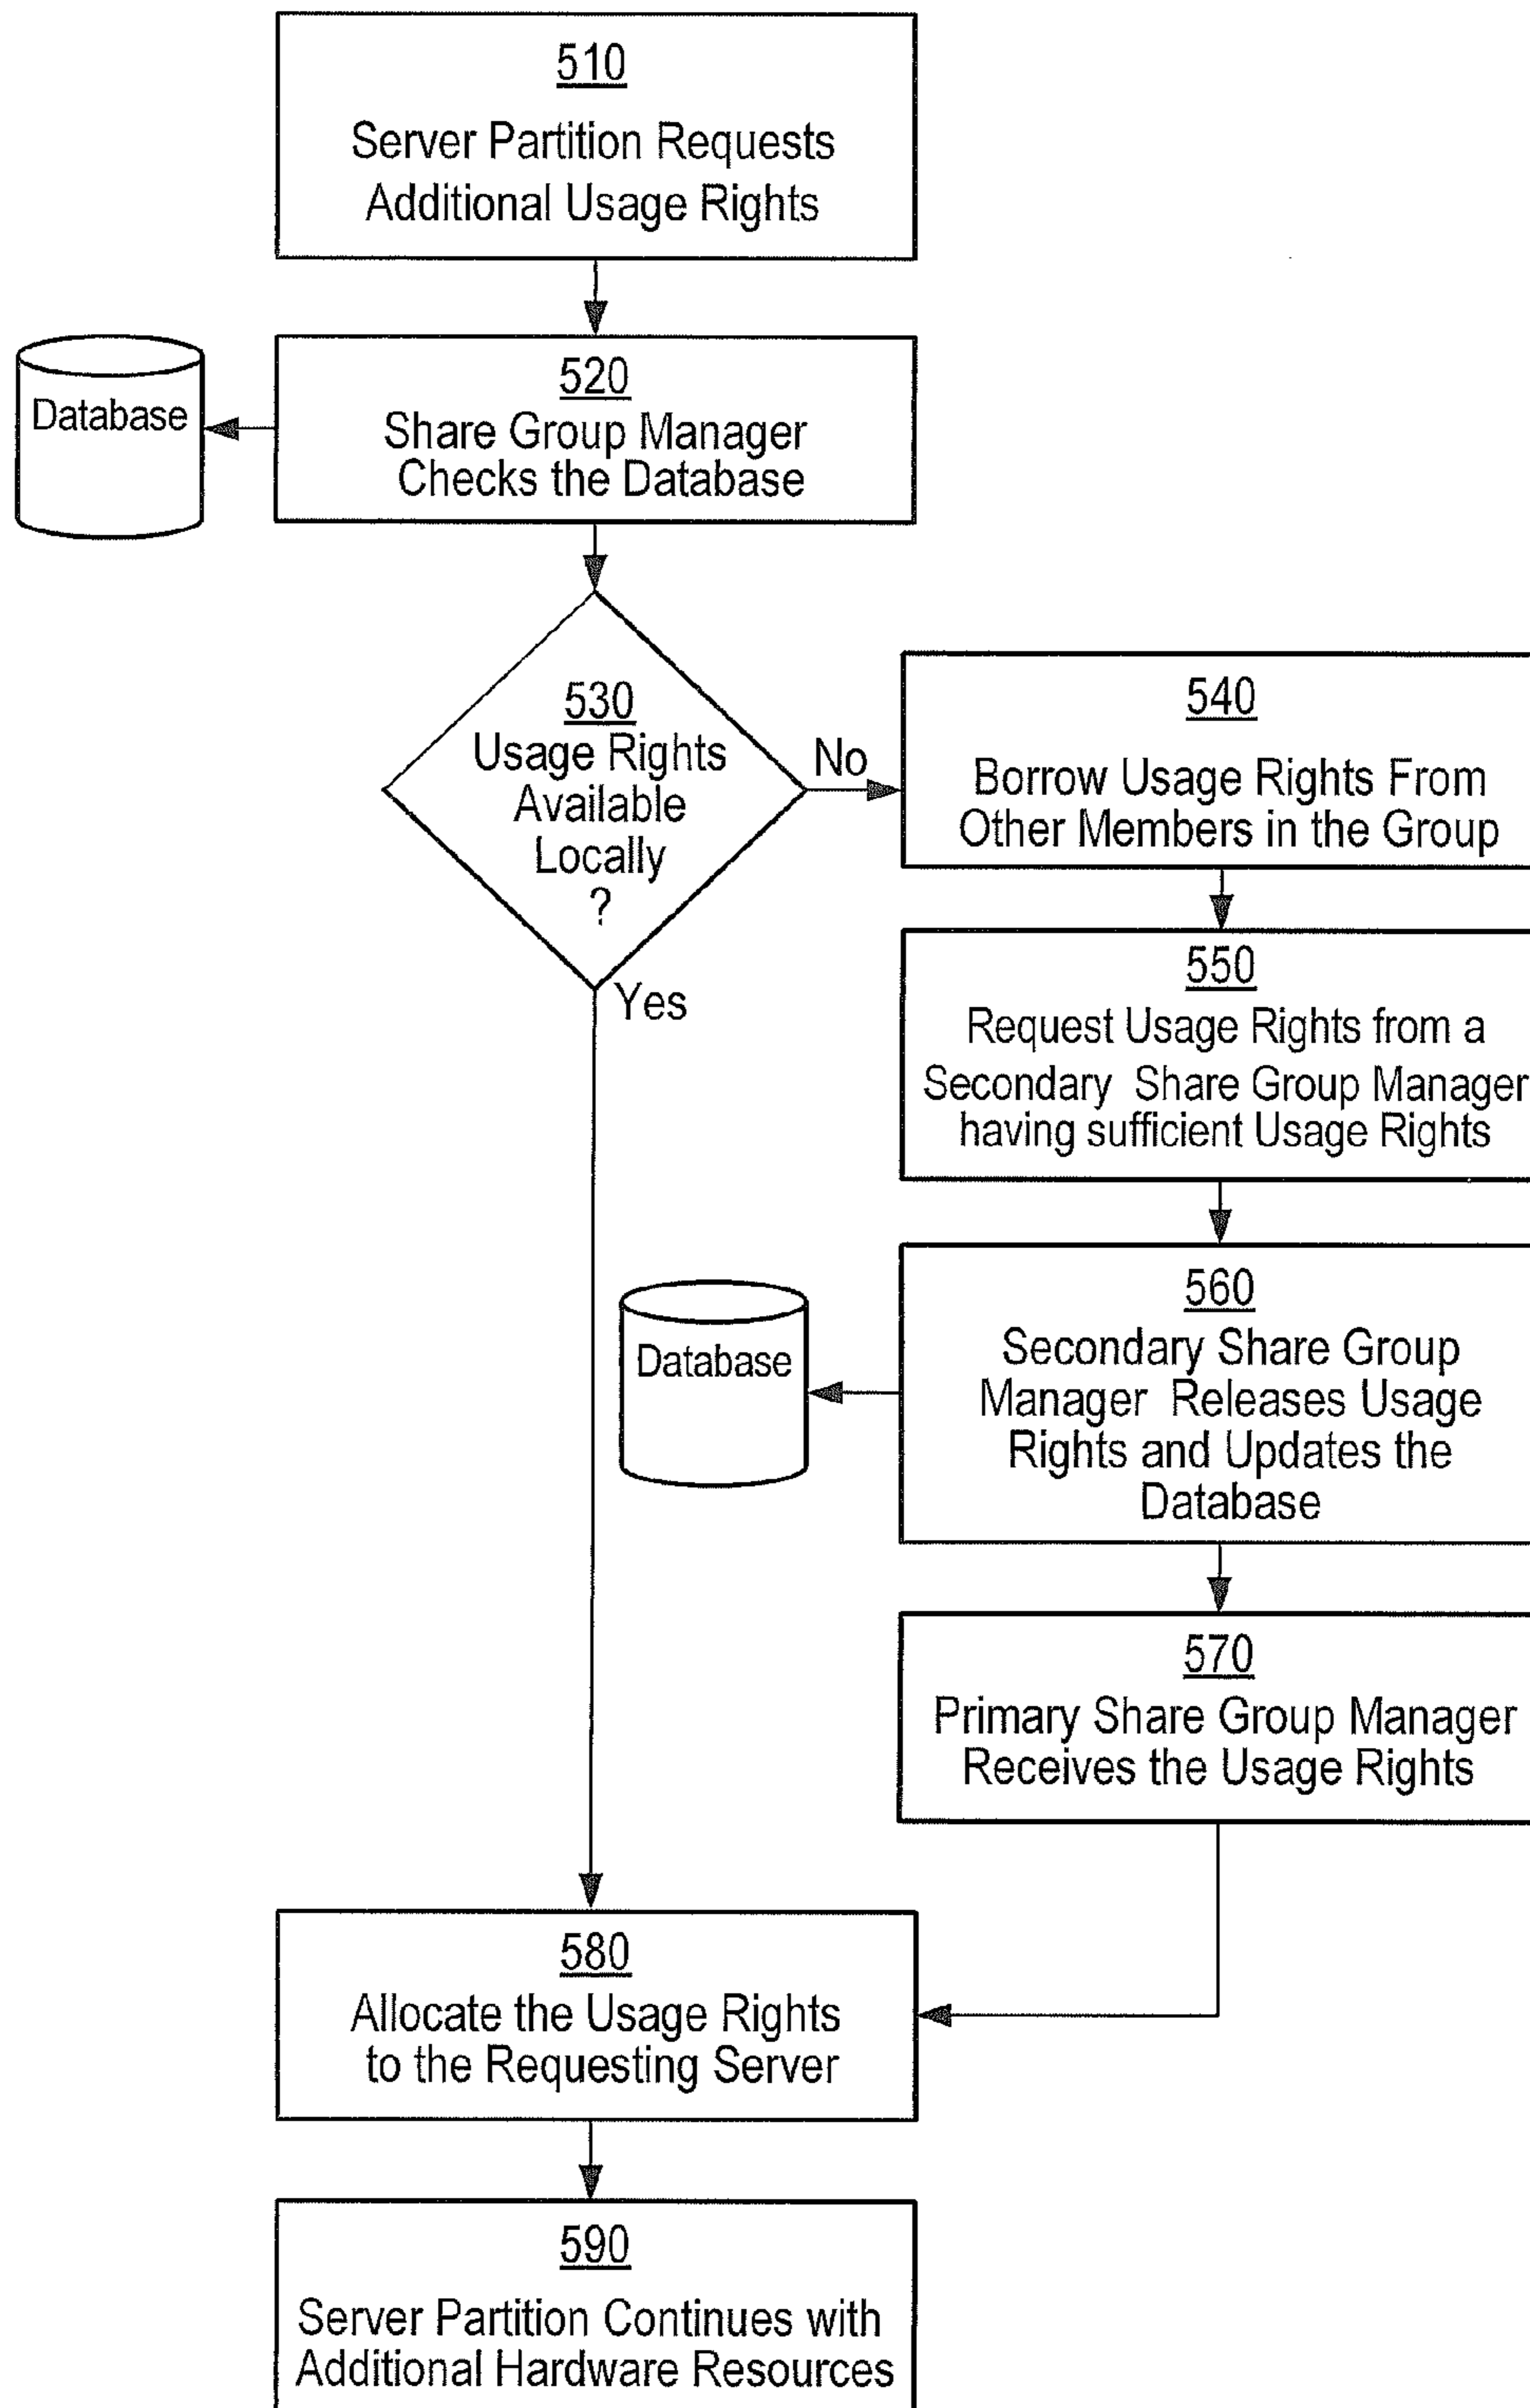 510
Server Partition Requests
Additional Usage Rights
Database
520
Share Group Manager
Checks the Database
530
Usage Rights
Available
Locally
?
No
Yes
540
Borrow Usage Rights From
Other Members in the Group
550
Request Usage Rights from a
Secondary Share Group Manager
having sufficient Usage Rights
Database
560
Secondary Share Group
Manager Releases Usage
Rights and Updates the
Database
570
Primary Share Group Manager
Receives the Usage Rights
580
Allocate the Usage Rights
to the Requesting Server
590
Server Partition Continues with
Additional Hardware Resources